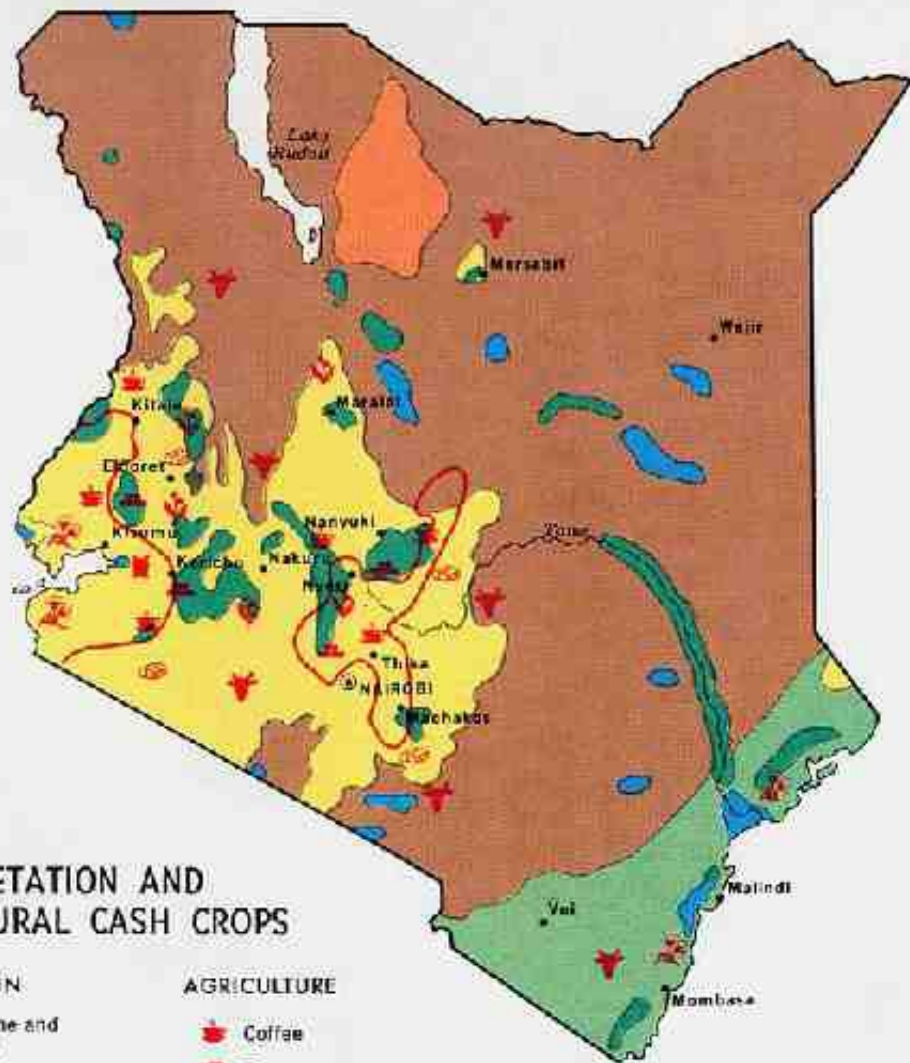 Lake
Rudolf
Marsabit
Wajir
Kitale
Maralal
Eldoret
Kisumu
Nanyuki
Kericho
Nakuru
Nyeri
Tana
Thika
NAIROBI
Machakos
ETATION AND
URAL CASH CROPS
Malindi
Voi
Mombasa
IN
AGRICULTURE
ne and
Coffee